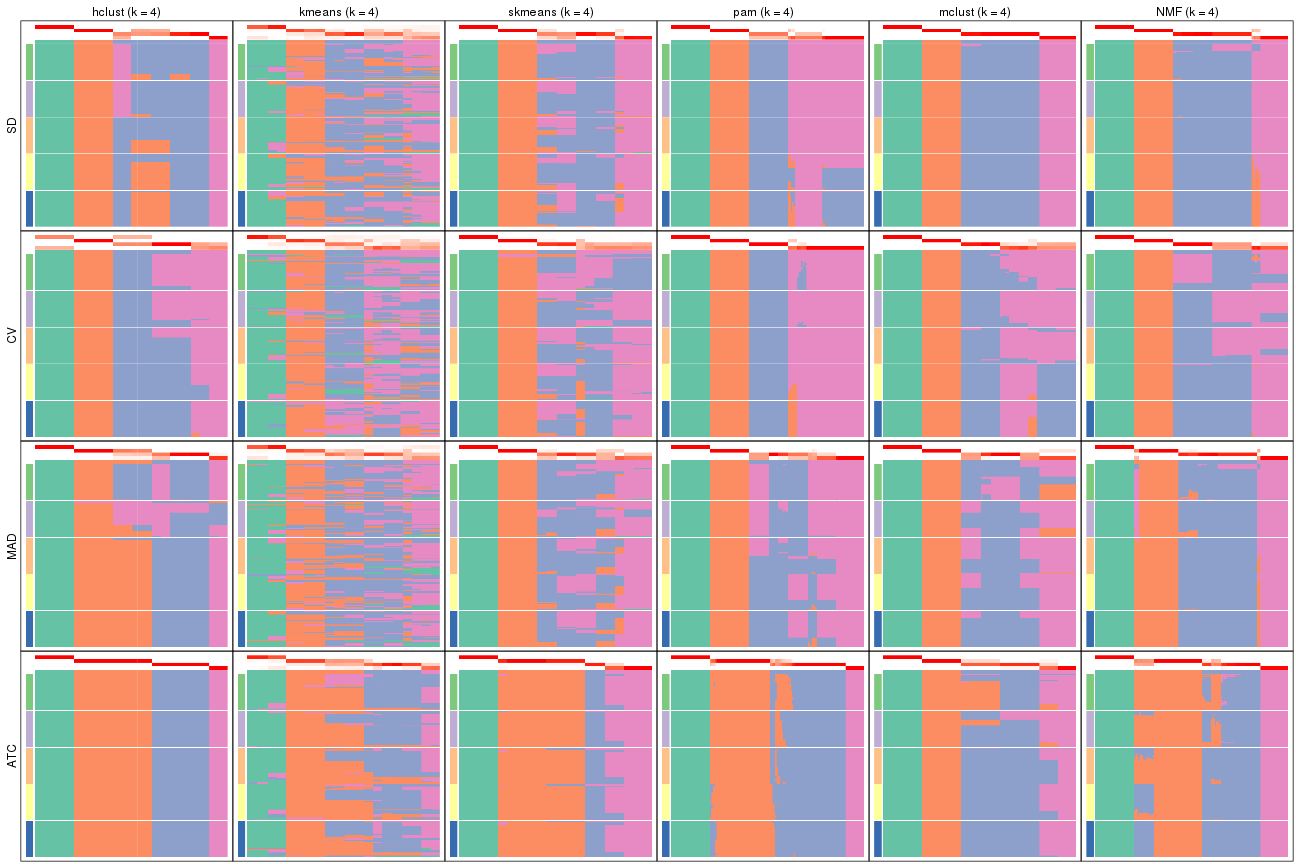 hclust (k = 4) kmeans (k = 4) skmeans (k = 4) pam (k = 4) mclust (k = 4) NMF (k = 4)
SD
CV
MAD
ATC